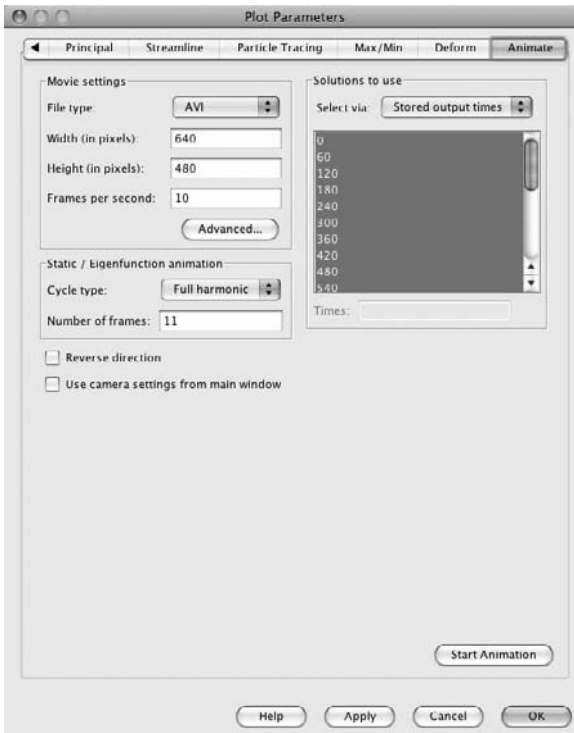 Plot Parameters
Principal Streamline Particle Tracing Max/Min Deform Animate
Movie settings
File type: AVI
Width (in pixels): 640
Height (in pixels): 480
Frames per second: 10
Advanced...
Static / Eigenfunction animation
Cycle type: Full harmonic
Number of frames: 11
Reverse direction
Use camera settings from main window
Solutions to use
Select via: Stored output times
0
60
120
180
240
300
360
420
480
540
Times:
Start Animation
Help Apply Cancel OK